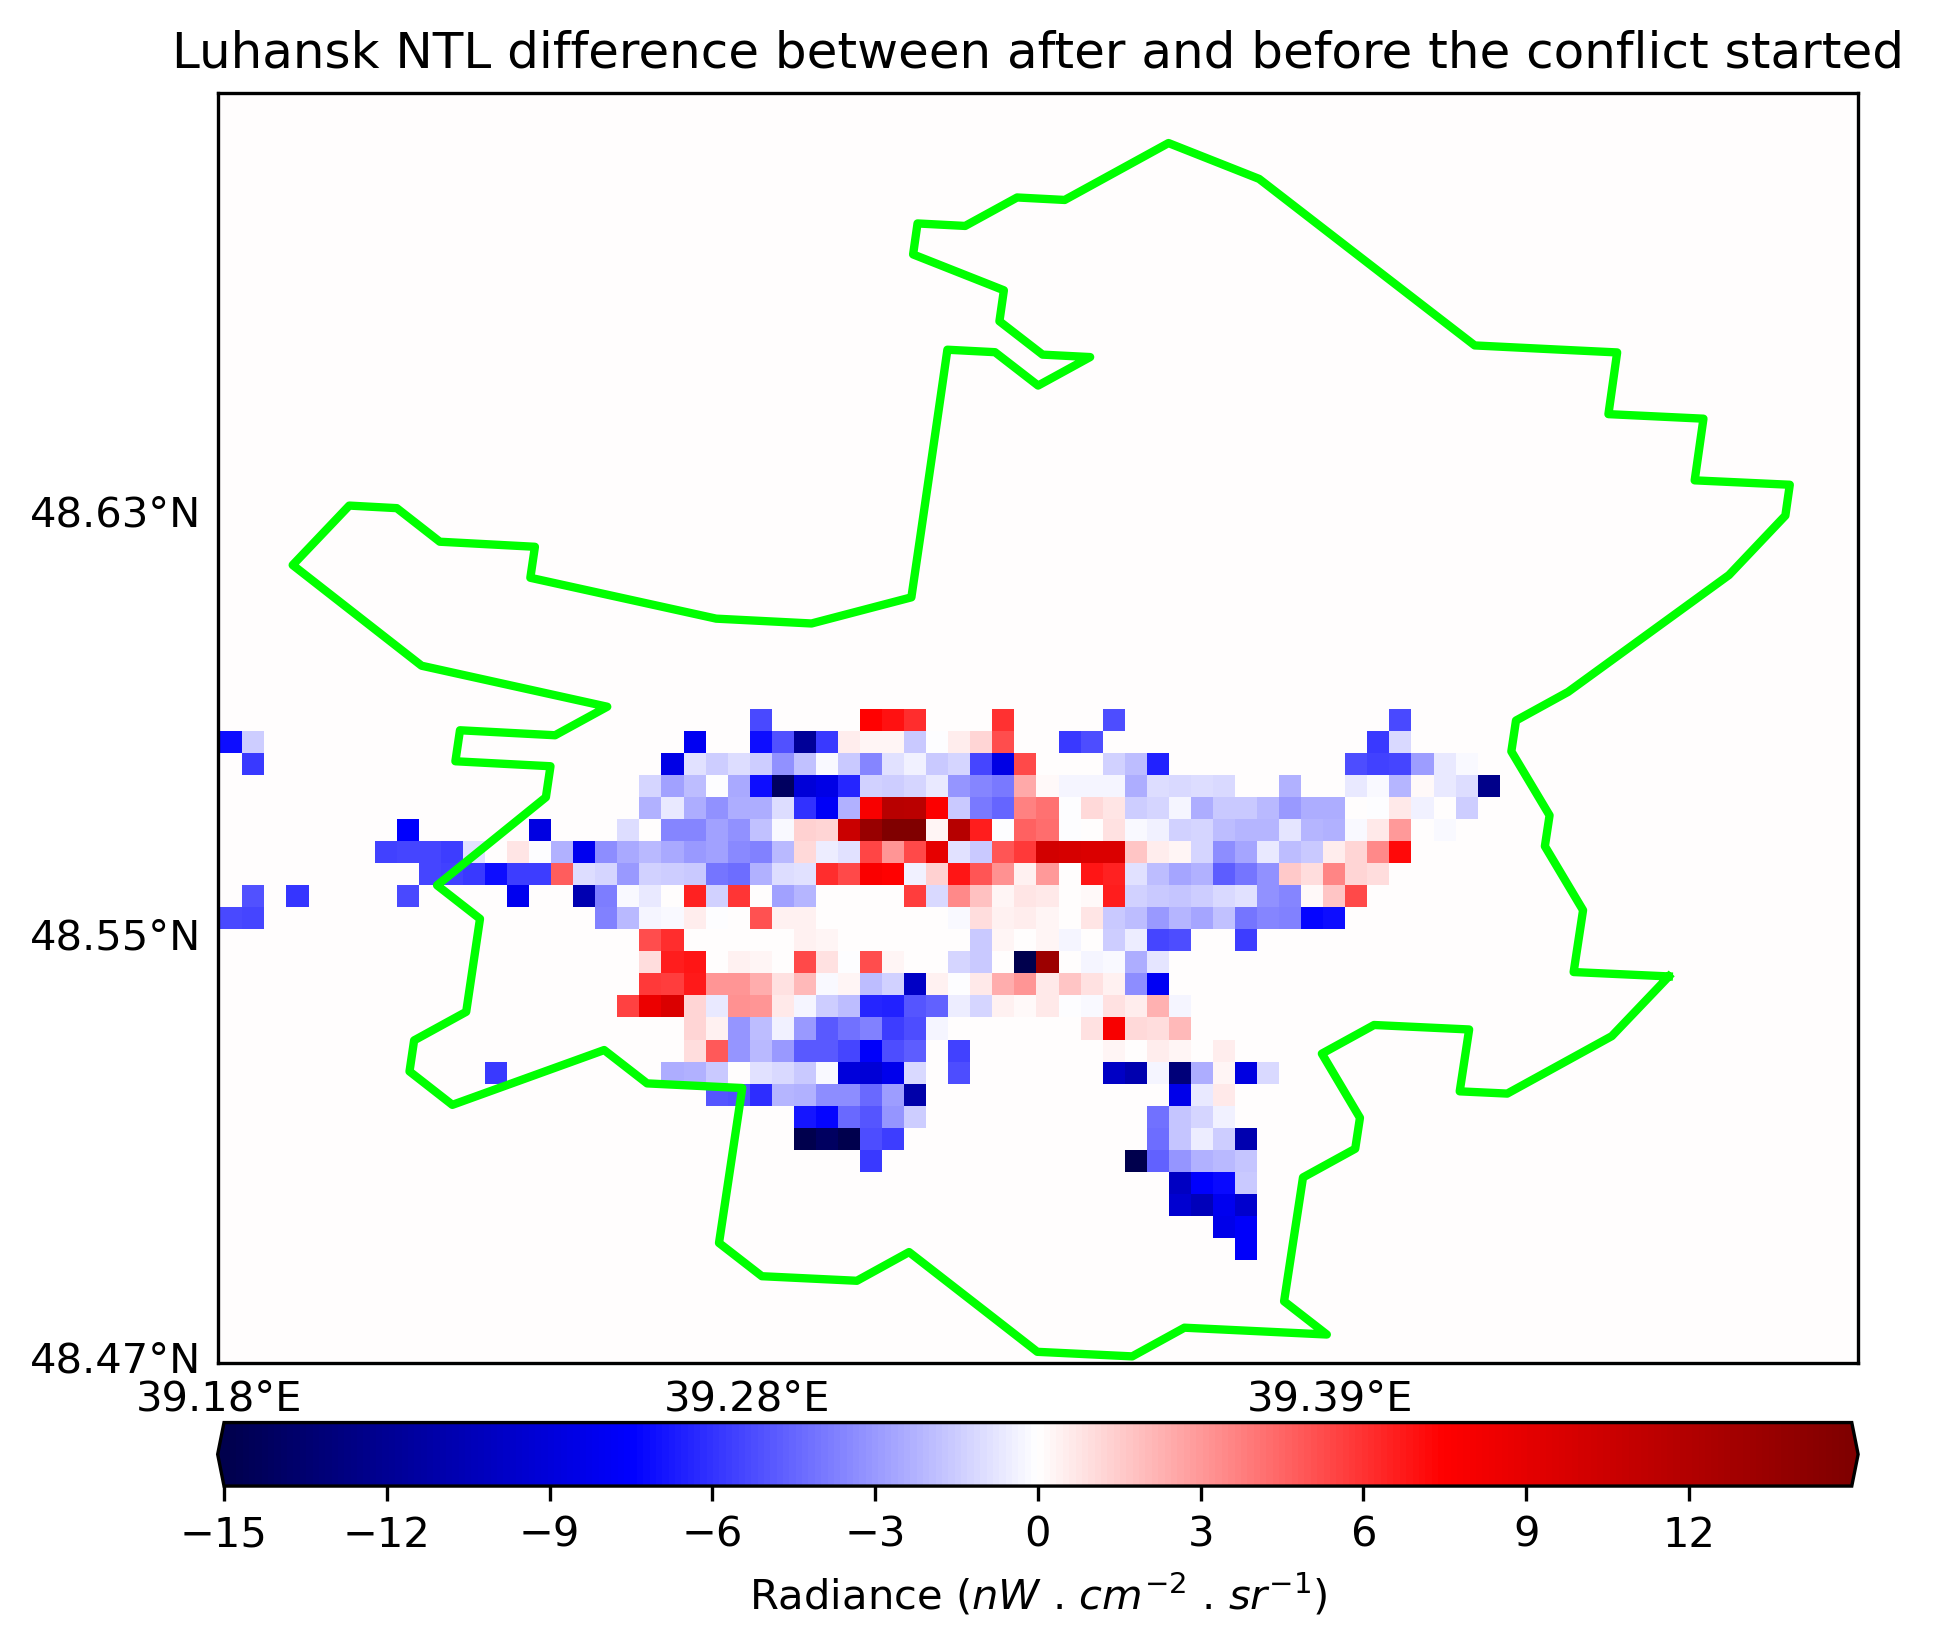 Luhansk NTL difference between after and before the conflict started
48.63°N
48.55°N
48.47°N
39.18°E 39.28°E 39.39°E
−15 −12 −9 −6 −3 0 3 6 9 12
Radiance (nW . cm⁻² . sr⁻¹)